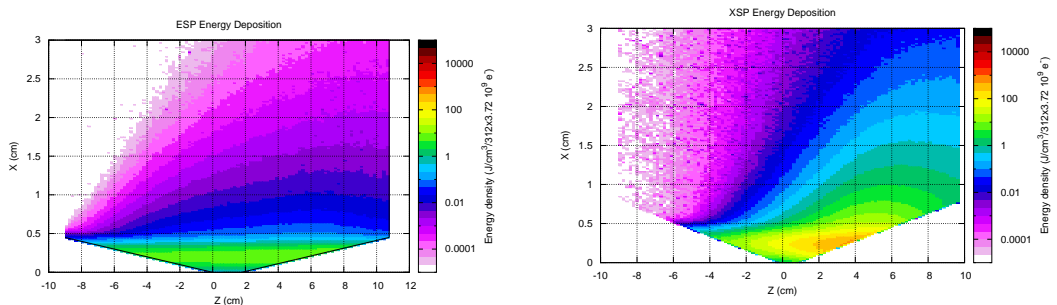 ESP Energy Deposition
3
2.5
2
1.5
1
0.5
0
X (cm)
-10 -8 -6 -4 -2 0 2 4 6 8 10 12
Z (cm)
10000
100
1
0.01
0.0001
Energy density (J/cm³/312x3.72 10⁹ e⁻)
XSP Energy Deposition
3
2.5
2
1.5
1
0.5
0
X (cm)
-10 -8 -6 -4 -2 0 2 4 6 8 10
Z (cm)
10000
100
1
0.01
0.0001
Energy density (J/cm³/312x3.72 10⁹ e⁻)